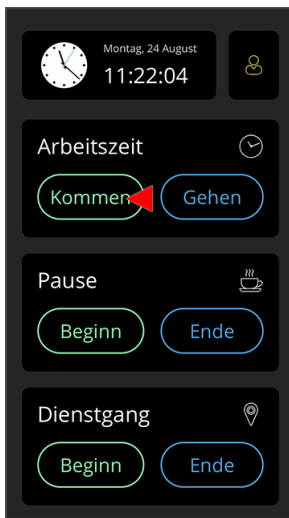 Montag, 24 August
11:22:04
Arbeitszeit
Kommen
Gehen
Pause
Beginn
Ende
Dienstgang
Beginn
Ende